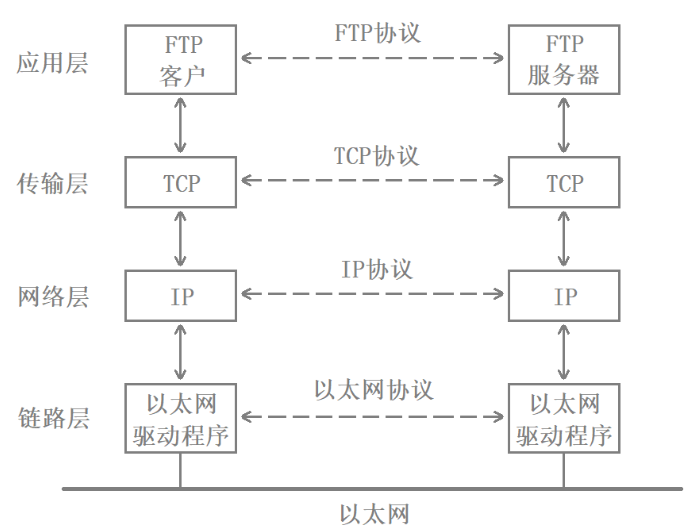 FTP协议
应用层
FTP
客户
FTP
服务器
TCP协议
传输层
TCP
TCP
IP协议
网络层
IP
IP
以太网协议
链路层
以太网
驱动程序
以太网
驱动程序
以太网